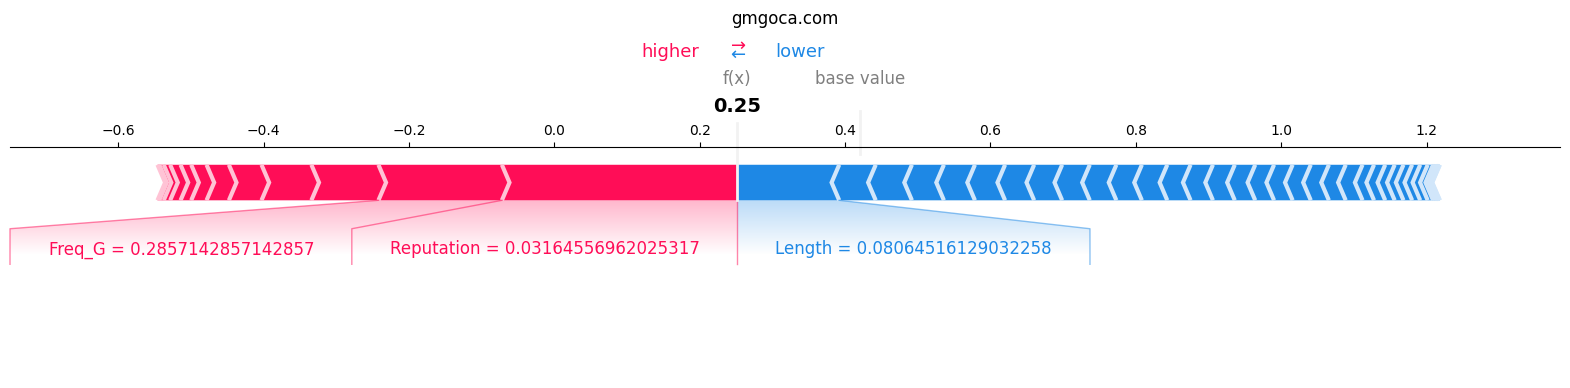 gmgoca.com
higher ⇄ lower
f(x) base value
0.25
−0.6 −0.4 −0.2 0.0 0.2 0.4 0.6 0.8 1.0 1.2
Freq_G = 0.2857142857142857 Reputation = 0.03164556962025317 Length = 0.08064516129032258